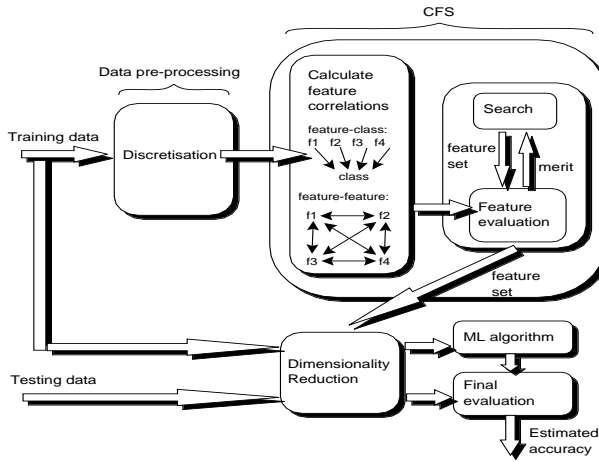 CFS
Data pre-processing
Training data
Discretisation
Calculate
feature
correlations
feature-class:
f1 f2 f3 f4
class
feature-feature:
f1 f2
f3 f4
Search
feature
set
merit
Feature
evaluation
feature
set
Dimensionality
Reduction
ML algorithm
Testing data
Final
evaluation
Estimated
accuracy